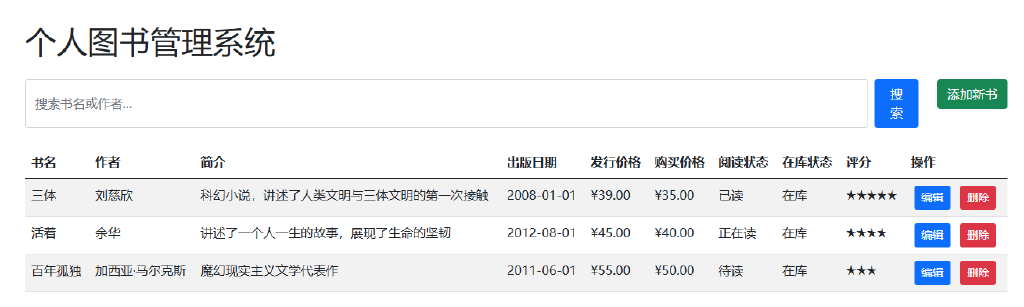 个人图书管理系统
搜索书名或作者...
搜
索
添加新书
书名 作者 简介 出版日期 发行价格 购买价格 阅读状态 在库状态 评分 操作
三体 刘慈欣 科幻小说，讲述了人类文明与三体文明的第一次接触 2008-01-01 ¥39.00 ¥35.00 已读 在库 ★★★★★ 编辑 删除
活着 余华 讲述了一个人一生的故事，展现了生命的坚韧 2012-08-01 ¥45.00 ¥40.00 正在读 在库 ★★★★ 编辑 删除
百年孤独 加西亚·马尔克斯 魔幻现实主义文学代表作 2011-06-01 ¥55.00 ¥50.00 待读 在库 ★★★ 编辑 删除